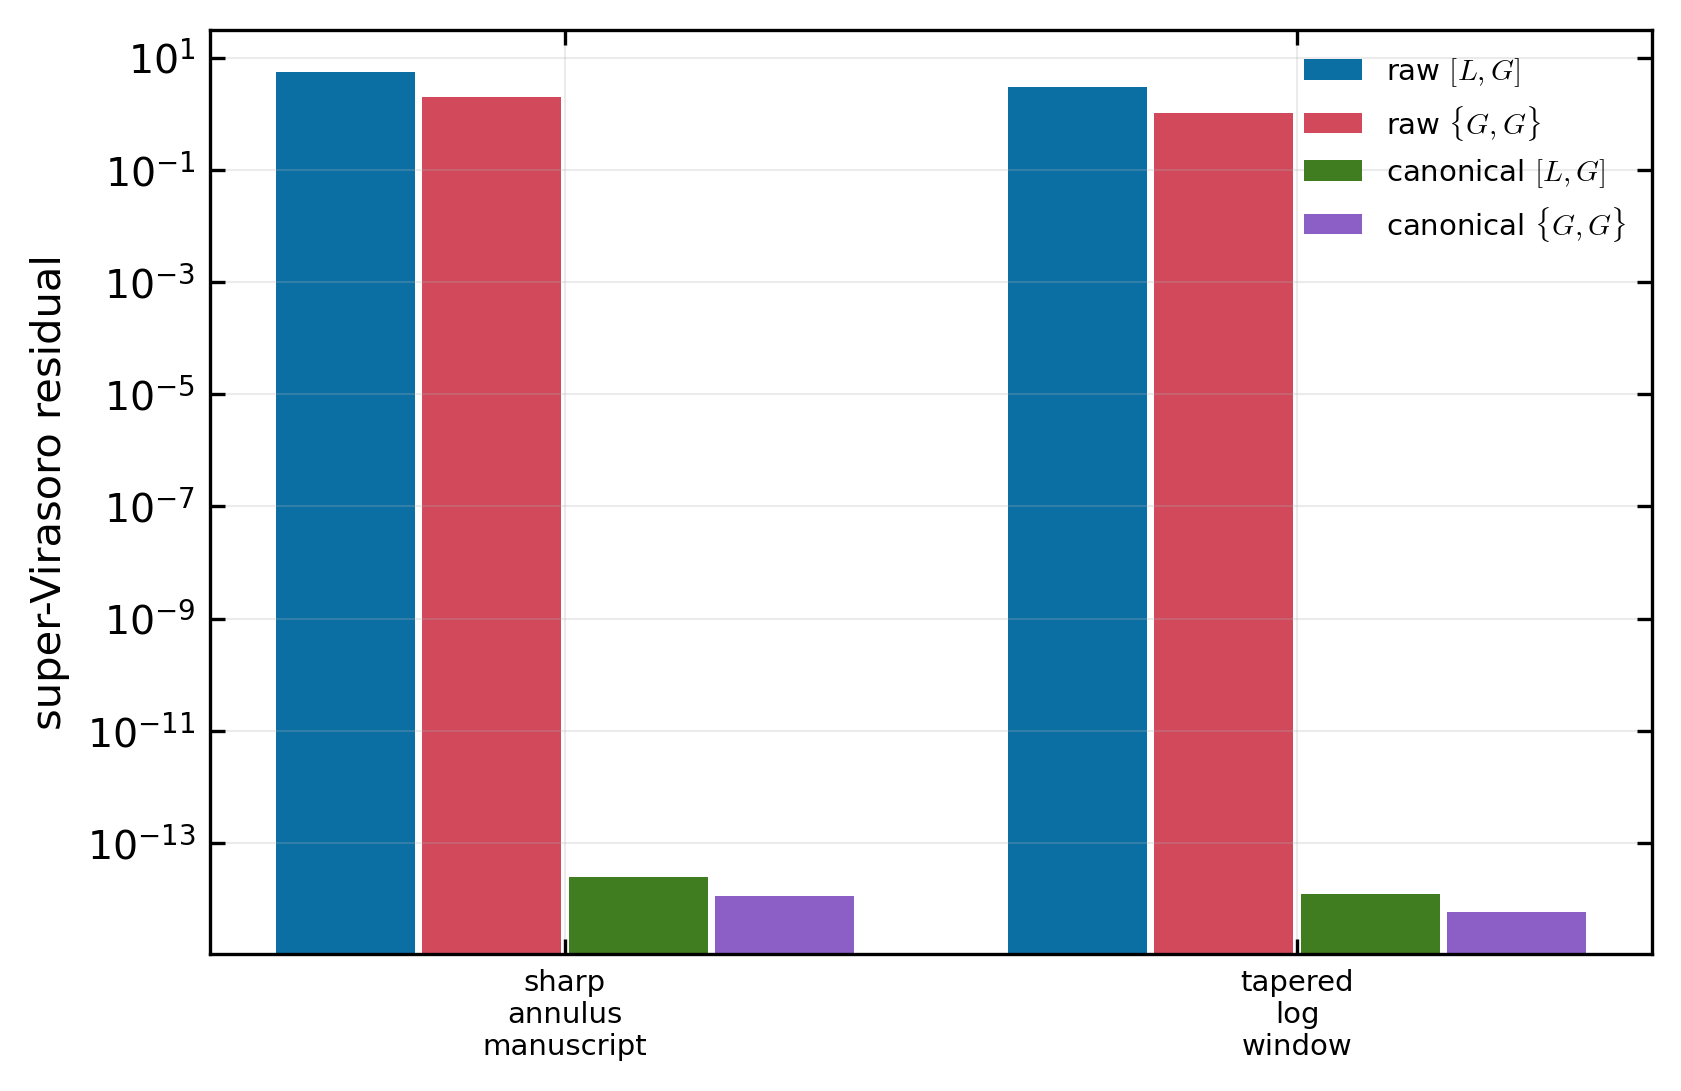 super-Virasoro residual
10^1
10^−1
10^−3
10^−5
10^−7
10^−9
10^−11
10^−13
raw [L, G]
raw {G, G}
canonical [L, G]
canonical {G, G}
sharp
annulus
manuscript
tapered
log
window